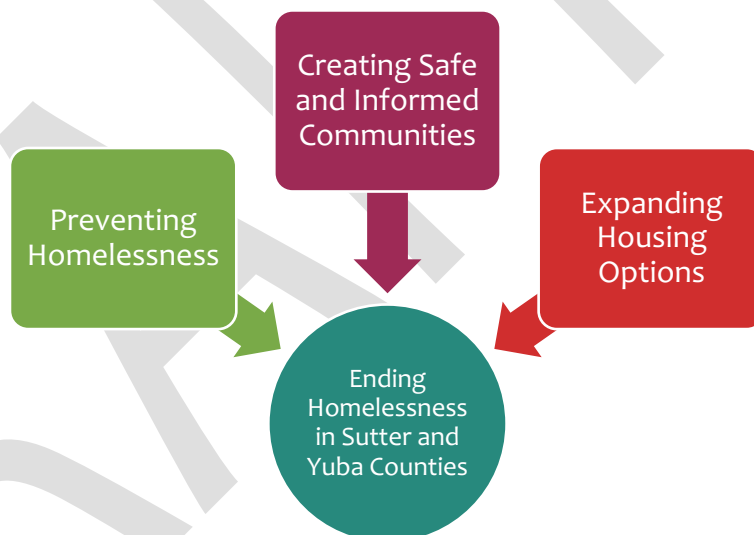 Creating Safe
and Informed
Communities
Preventing
Homelessness
Expanding
Housing
Options
Ending
Homelessness
in Sutter and
Yuba Counties